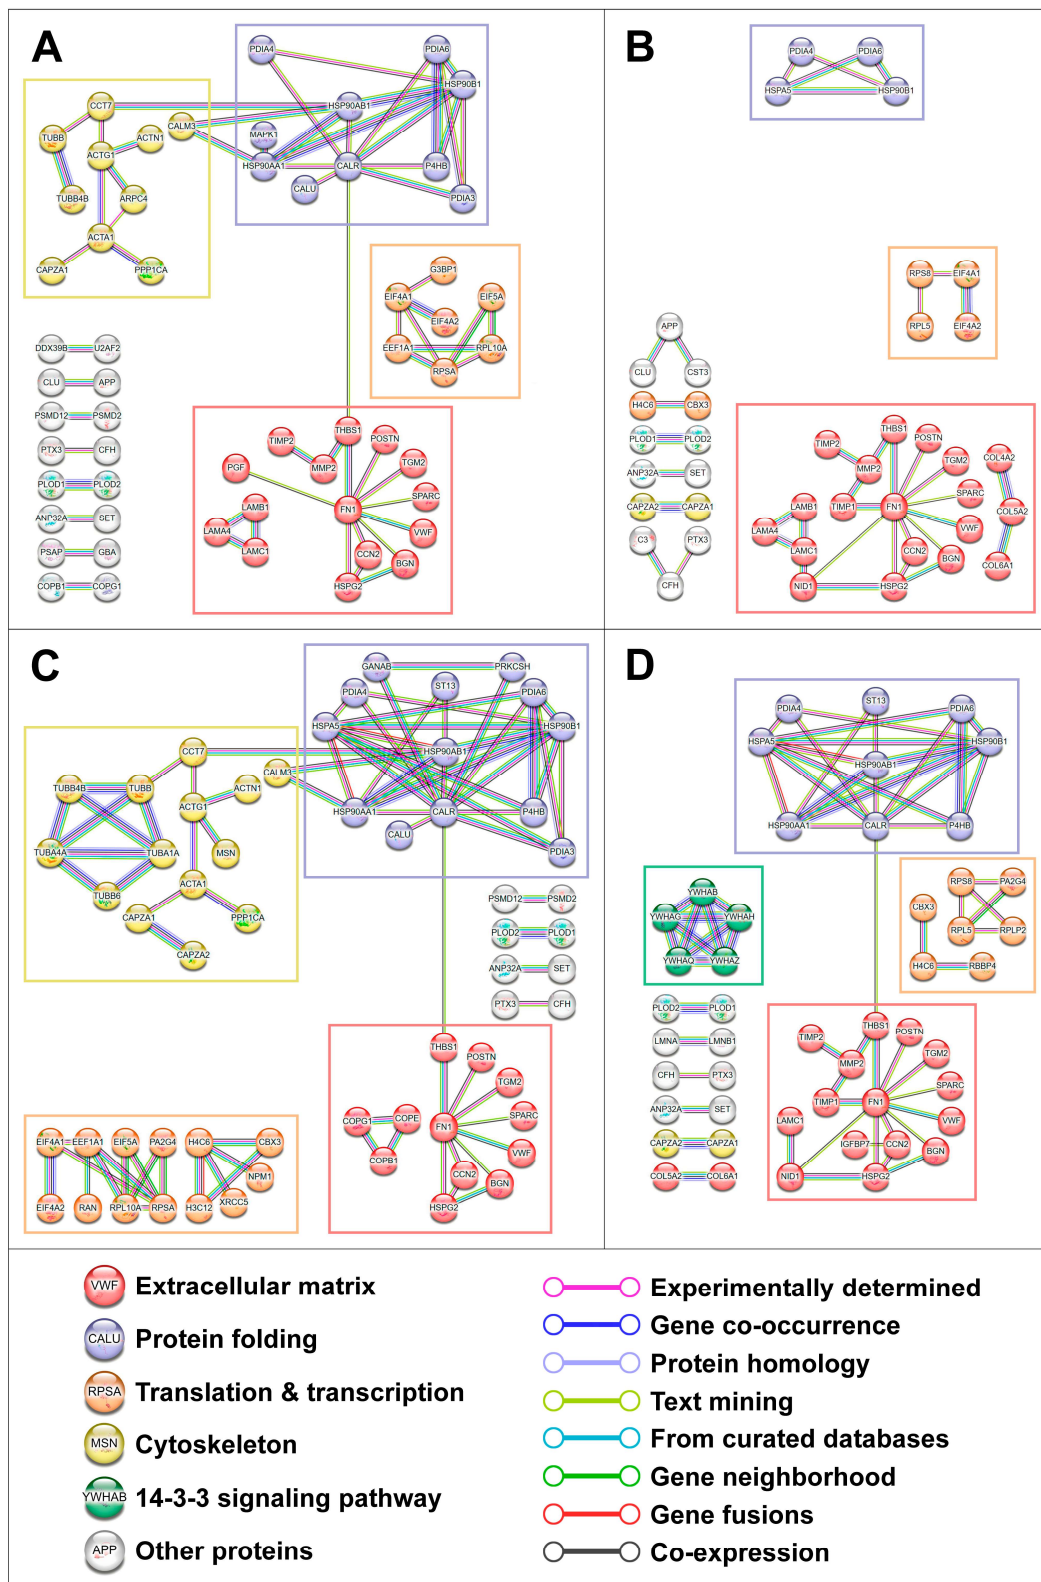 A
PDIA4
PDIA6
HSP90B1
HSP90AB1
CCT7
CALM3
TUBB
ACTN1
MAPK1
ACTG1
HSP90AA1
CALR
P4HB
CALU
PDIA3
TUBB4B
ARPC4
ACTA1
CAPZA1
PPP1CA
G3BP1
EIF4A1
EIF5A
EIF4A2
EEF1A1
RPL10A
RPSA
DDX39B
U2AF2
CLU
APP
PSMD12
PSMD2
PTX3
CFH
PLOD1
PLOD2
ANP32A
SET
PSAP
GBA
COPB1
COPG1
THBS1
TIMP2
POSTN
PGF
MMP2
TGM2
SPARC
LAMB1
FN1
LAMA4
VWF
LAMC1
CCN2
BGN
HSPG2
B
PDIA4
PDIA6
HSPA5
HSP90B1
RPS8
EIF4A1
RPL5
EIF4A2
APP
CLU
CST3
H4C6
CBX3
PLOD1
PLOD2
ANP32A
SET
CAPZA2
CAPZA1
C3
PTX3
CFH
THBS1
TIMP2
POSTN
COL4A2
MMP2
TGM2
SPARC
LAMB1
TIMP1
FN1
COL5A2
LAMA4
VWF
LAMC1
CCN2
BGN
COL6A1
NID1
HSPG2
C
GANAB
PRKCSH
ST13
PDIA4
PDIA6
HSPA5
HSP90B1
HSP90AB1
CCT7
CALM3
TUBB4B
TUBB
ACTN1
ACTG1
HSP90AA1
CALR
P4HB
CALU
PDIA3
MSN
TUBA4A
TUBA1A
ACTA1
TUBB6
CAPZA1
PPP1CA
CAPZA2
PSMD12
PSMD2
PLOD2
PLOD1
ANP32A
SET
PTX3
CFH
THBS1
POSTN
TGM2
SPARC
COPG1
COPE
FN1
COPB1
VWF
CCN2
BGN
HSPG2
EIF4A1
EEF1A1
EIF5A
PA2G4
H4C6
CBX3
NPM1
EIF4A2
RAN
RPL10A
RPSA
H3C12
XRCC5
D
ST13
PDIA4
PDIA6
HSPA5
HSP90B1
HSP90AB1
HSP90AA1
CALR
P4HB
YWHAB
YWHAG
YWHAH
YWHAQ
YWHAZ
RPS8
PA2G4
CBX3
RPL5
RPLP2
H4C6
RBBP4
PLOD2
PLOD1
LMNA
LMNB1
CFH
PTX3
ANP32A
SET
CAPZA2
CAPZA1
COL5A2
COL6A1
THBS1
TIMP2
POSTN
MMP2
TGM2
SPARC
TIMP1
FN1
LAMC1
VWF
IGFBP7
CCN2
BGN
NID1
HSPG2
VWF Extracellular matrix
CALU Protein folding
RPSA Translation & transcription
MSN Cytoskeleton
YWHAB 14-3-3 signaling pathway
APP Other proteins
Experimentally determined
Gene co-occurrence
Protein homology
Text mining
From curated databases
Gene neighborhood
Gene fusions
Co-expression